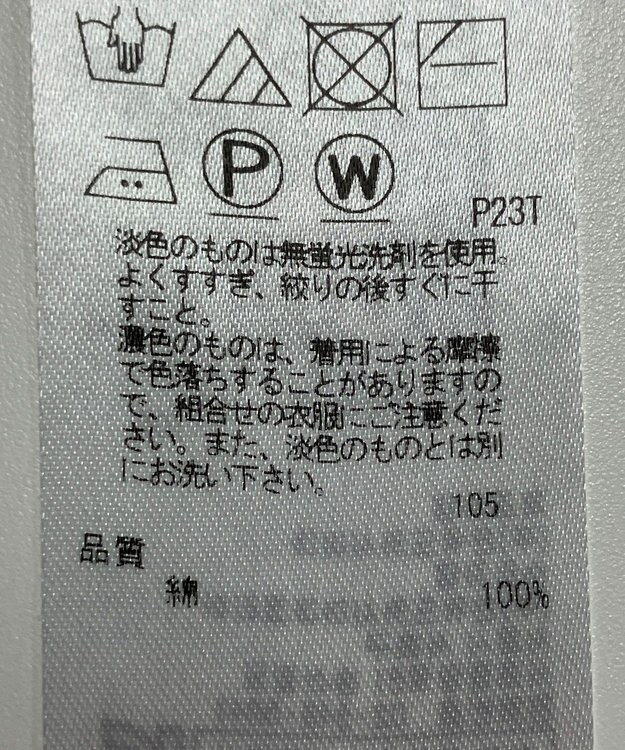 P W
P23T
淡色のものは無蛍光洗剤を使用。
よくすすぎ、絞りの後すぐに干
すこと。
濃色のものは、着用による摩擦
で色落ちすることがありますの
で、組合せの衣服にご注意くだ
さい。また、淡色のものとは別
にお洗い下さい。
105
品質
綿 100%